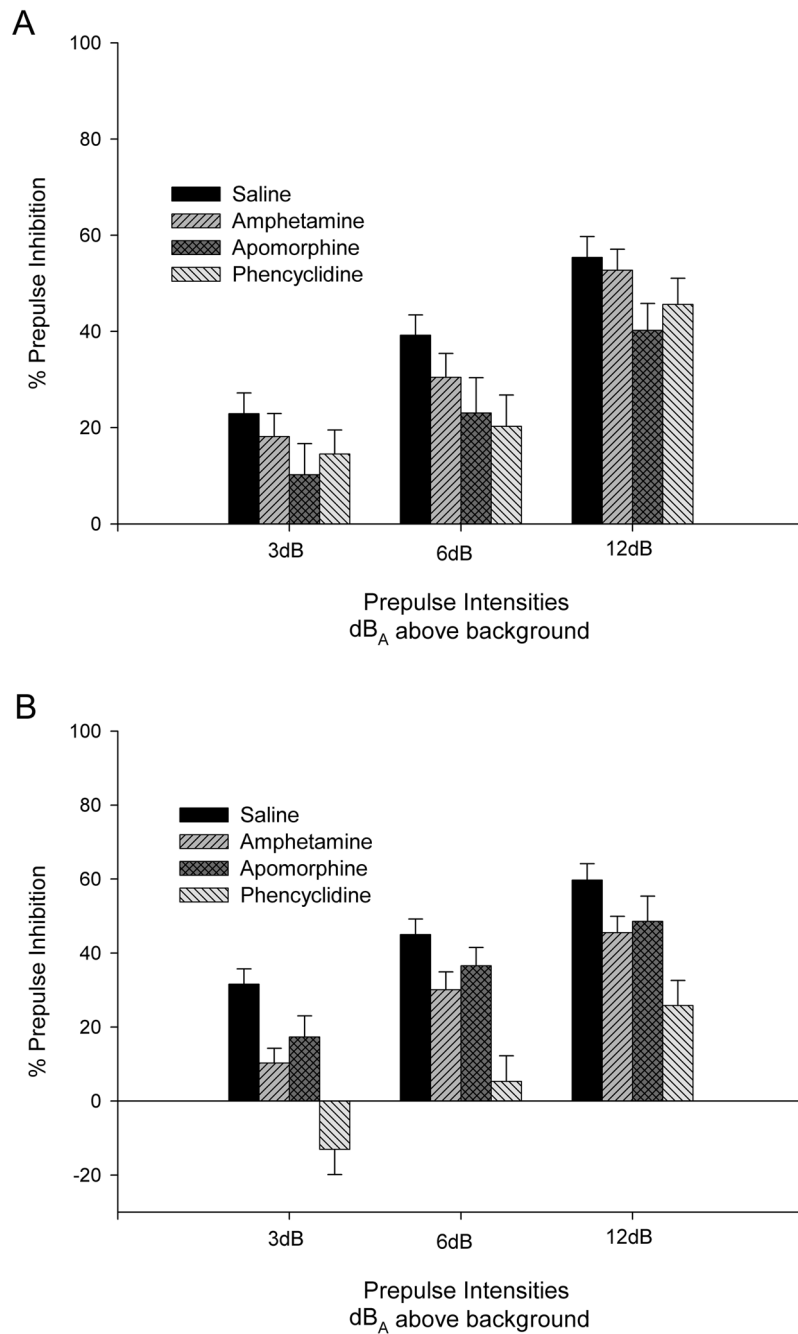 A
100
80
60
40
20
0
% Prepulse Inhibition
Saline
Amphetamine
Apomorphine
Phencyclidine
3dB
6dB
12dB
Prepulse Intensities
dBA above background
B
100
80
60
40
20
0
-20
% Prepulse Inhibition
Saline
Amphetamine
Apomorphine
Phencyclidine
3dB
6dB
12dB
Prepulse Intensities
dBA above background